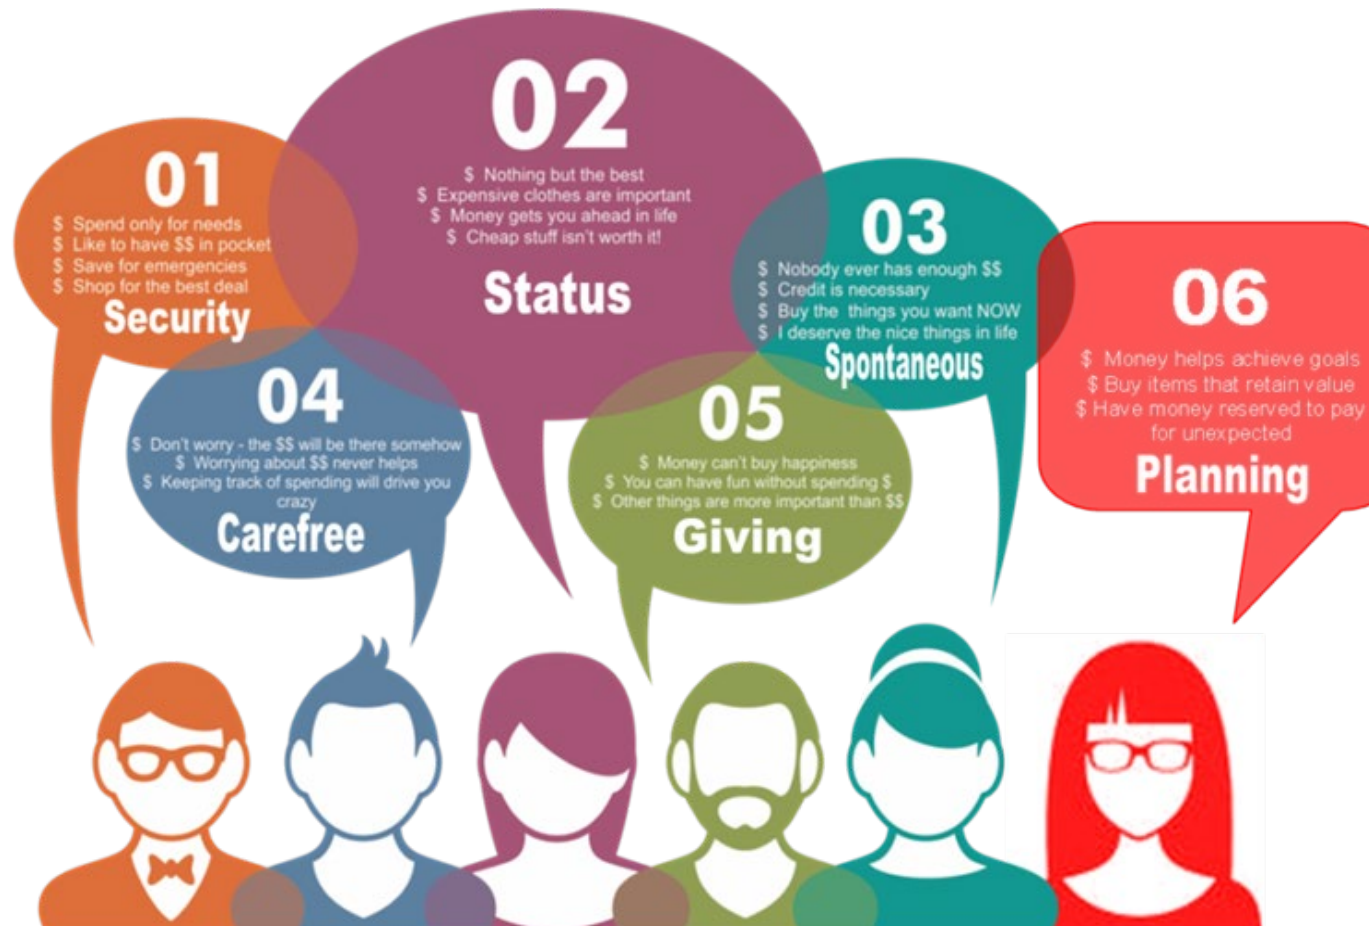 01
$ Spend only for needs
$ Like to have $$ in pocket
$ Save for emergencies
$ Shop for the best deal
Security
02
$ Nothing but the best
$ Expensive clothes are important
$ Money gets you ahead in life
$ Cheap stuff isn't worth it!
Status
03
$ Nobody ever has enough $$
$ Credit is necessary
$ Buy the things you want NOW
$ I deserve the nice things in life
Spontaneous
04
$ Don't worry - the $$ will be there somehow
$ Worrying about $$ never helps
$ Keeping track of spending will drive you
crazy
Carefree
05
$ Money can't buy happiness
$ You can have fun without spending $
$ Other things are more important than $$
Giving
06
$ Money helps achieve goals
$ Buy items that retain value
$ Have money reserved to pay
for unexpected
Planning